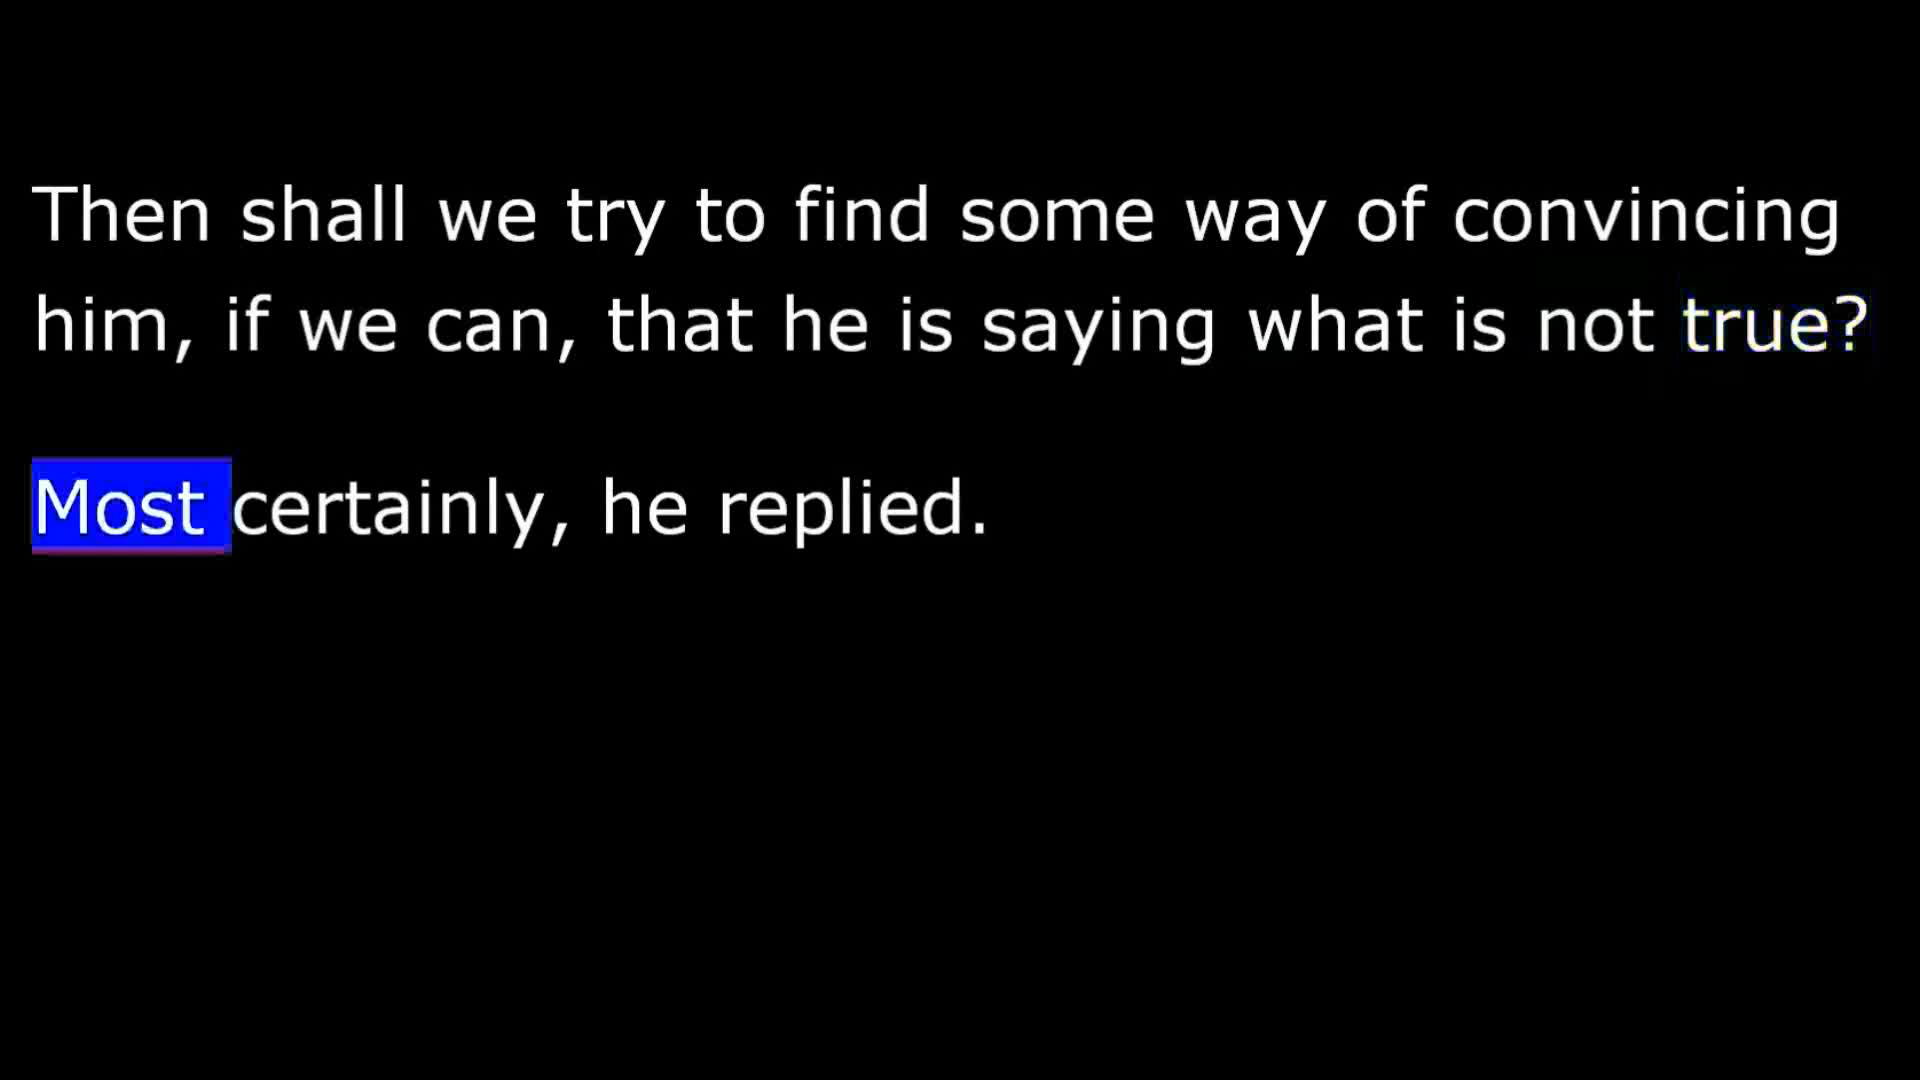 Then shall we try to find some way of convincing
him, if we can, that he is saying what is not true?
Most certainly, he replied.